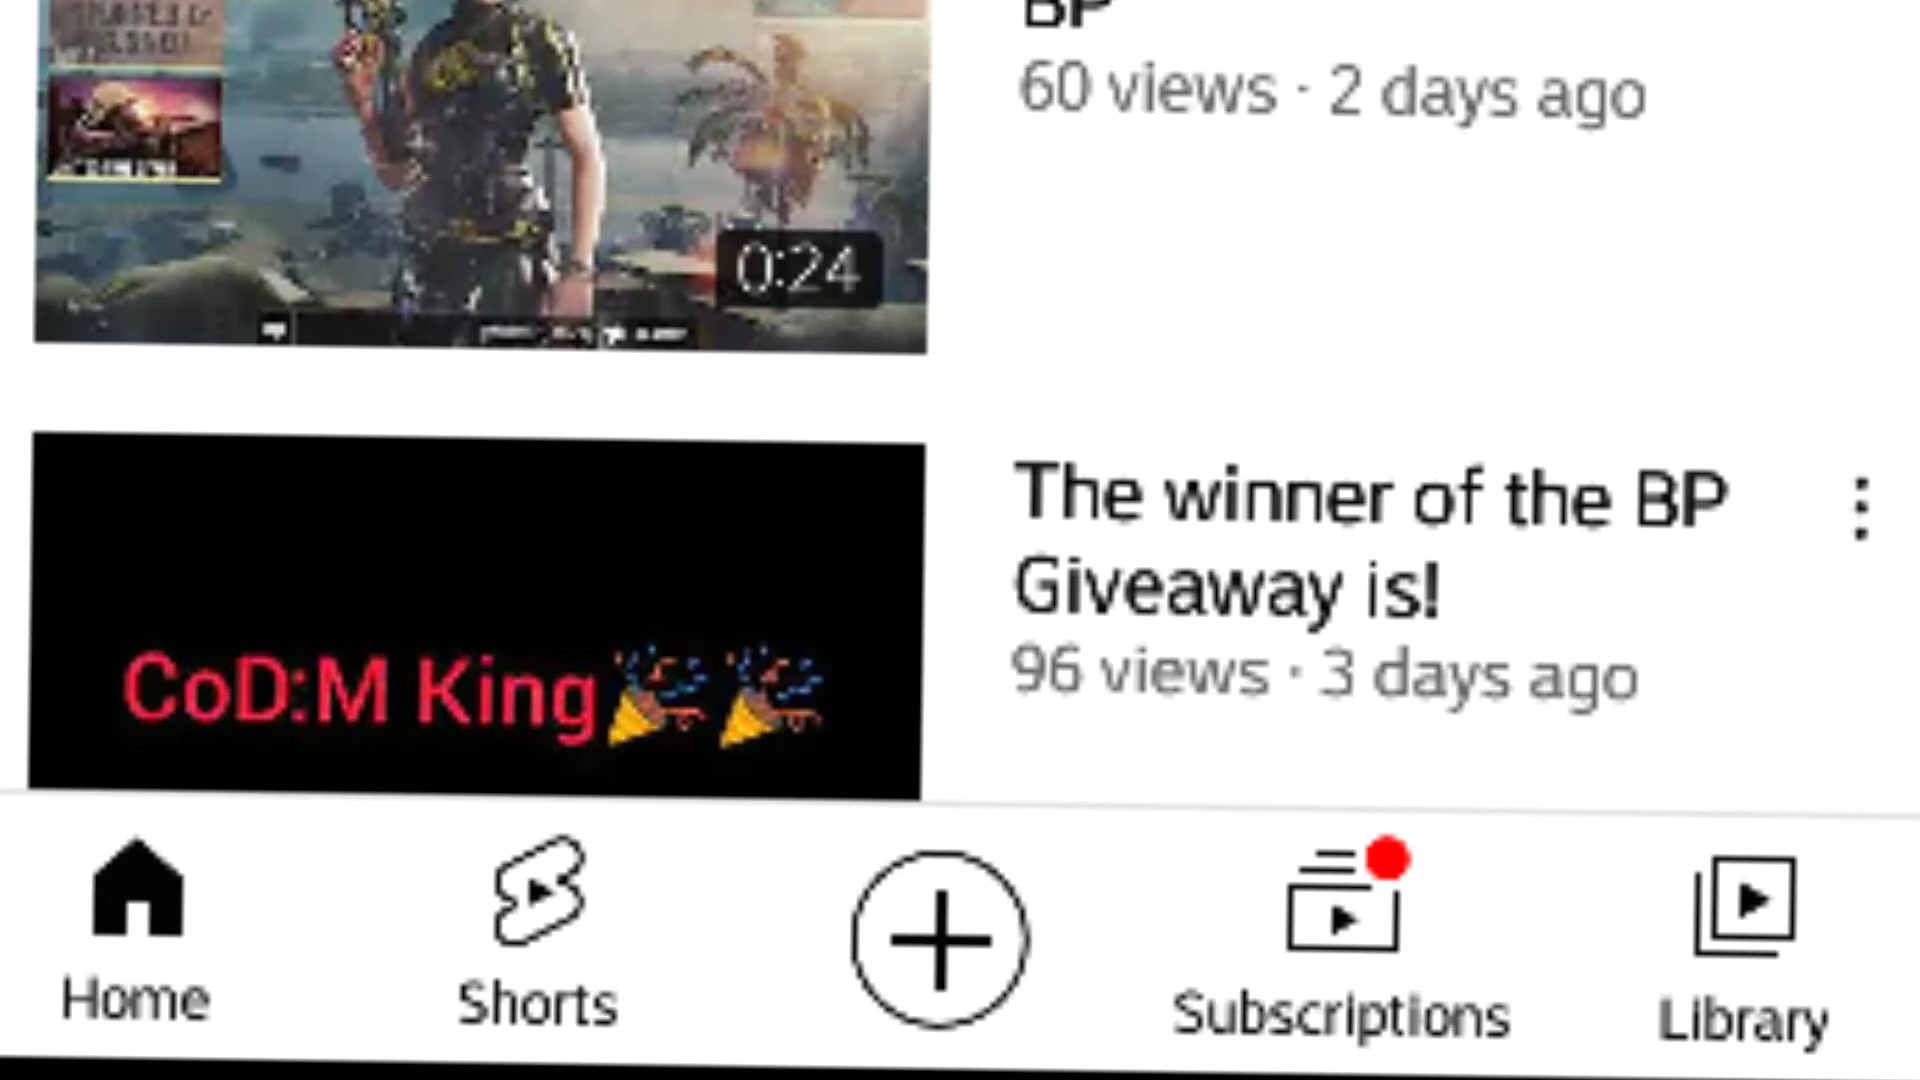 BP
60 views · 2 days ago
0:24
The winner of the BP
Giveaway is!
96 views · 3 days ago
CoD:M King🎉🎉
Home
Shorts
Subscriptions
Library